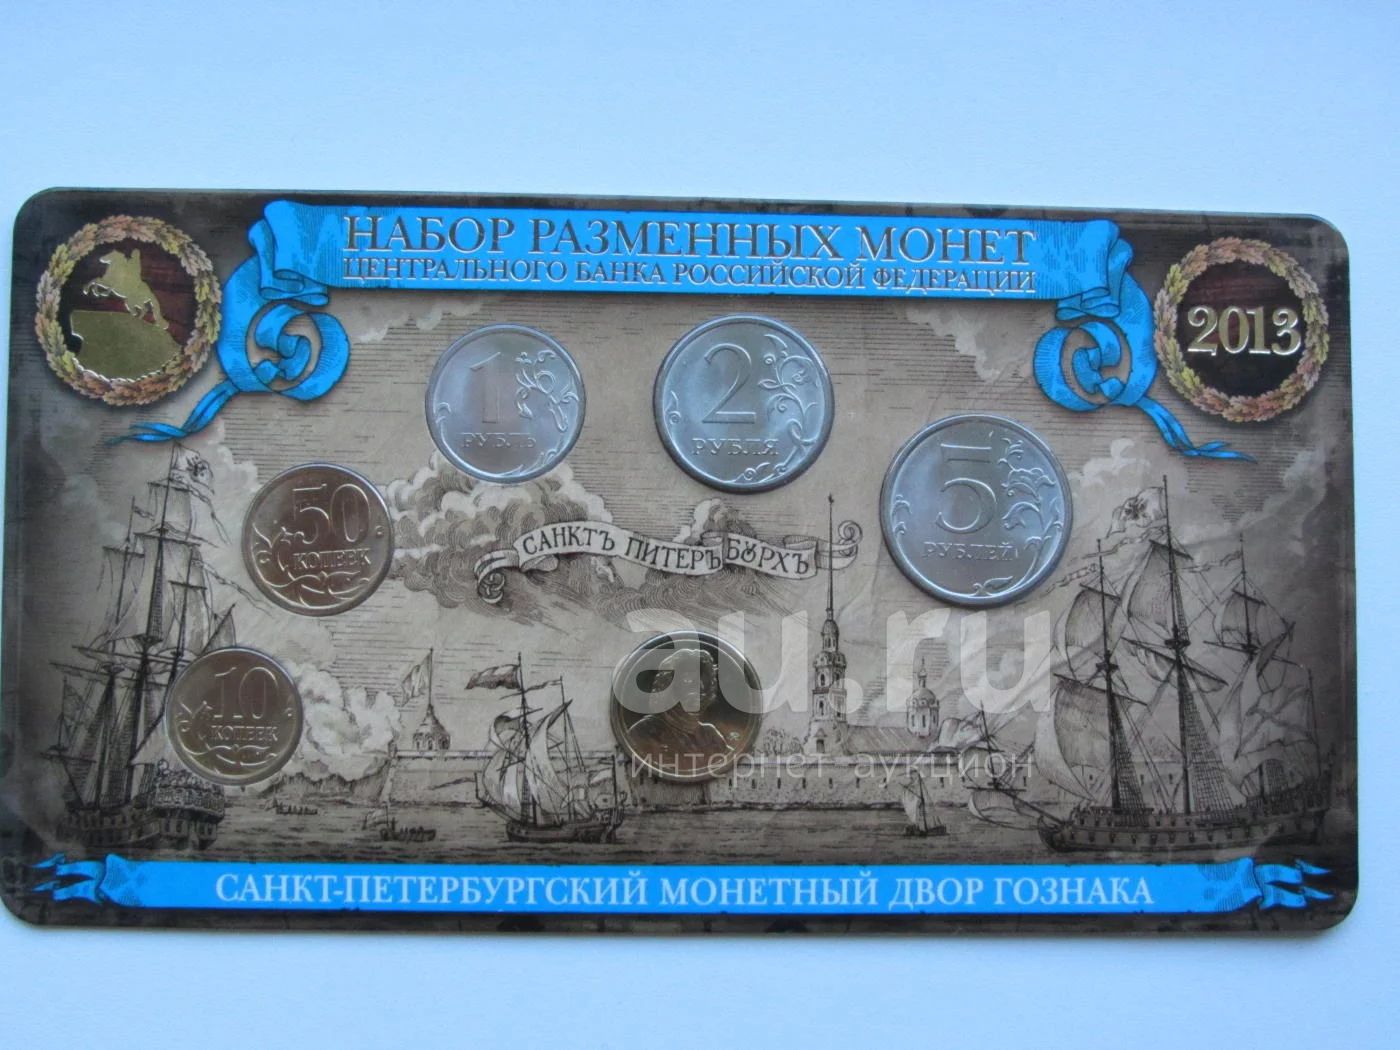 НАБОР РАЗМЕННЫХ МОНЕТ
ЦЕНТРАЛЬНОГО БАНКА РОССИЙСКОЙ ФЕДЕРАЦИИ
2013
1
РУБЛЬ
2
РУБЛЯ
5
РУБЛЕЙ
50
КОПЕЕК
САНКТЪ ПИТЕРЪ БУРХЪ
10
КОПЕЕК
au.ru
интернет аукцион
САНКТ-ПЕТЕРБУРГСКИЙ МОНЕТНЫЙ ДВОР ГОЗНАКА